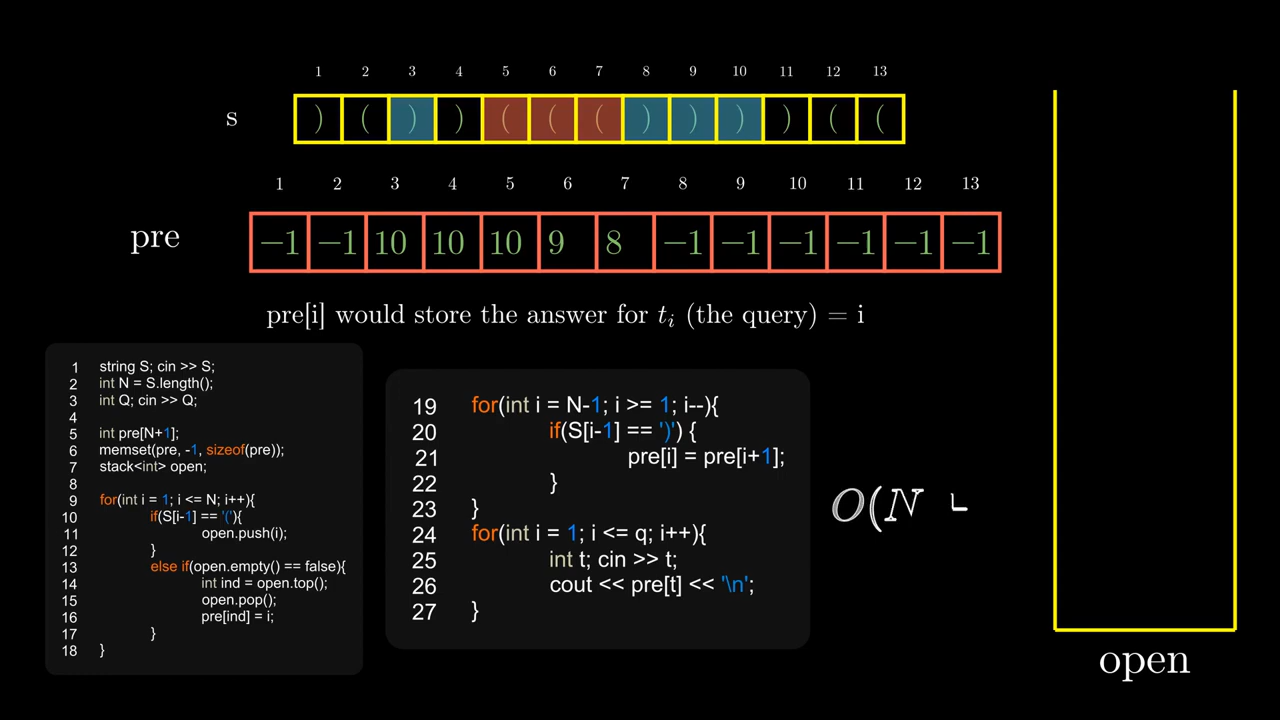 1 2 3 4 5 6 7 8 9 10 11 12 13
s ) ( ) ) ( ( ( ) ) ) ) ( (
1 2 3 4 5 6 7 8 9 10 11 12 13
pre −1 −1 10 10 10 9 8 −1 −1 −1 −1 −1 −1
pre[i] would store the answer for tᵢ (the query) = i
1 string S; cin >> S;
2 int N = S.length();
3 int Q; cin >> Q;
4
5 int pre[N+1];
6 memset(pre, -1, sizeof(pre));
7 stack<int> open;
8
9 for(int i = 1; i <= N; i++){
10 if(S[i-1] == '('){
11 open.push(i);
12 }
13 else if(open.empty() == false){
14 int ind = open.top();
15 open.pop();
16 pre[ind] = i;
17 }
18 }
19 for(int i = N-1; i >= 1; i--){
20 if(S[i-1] == ')') {
21 pre[i] = pre[i+1];
22 }
23 }
24 for(int i = 1; i <= q; i++){
25 int t; cin >> t;
26 cout << pre[t] << '\n';
27 }
O(N
open